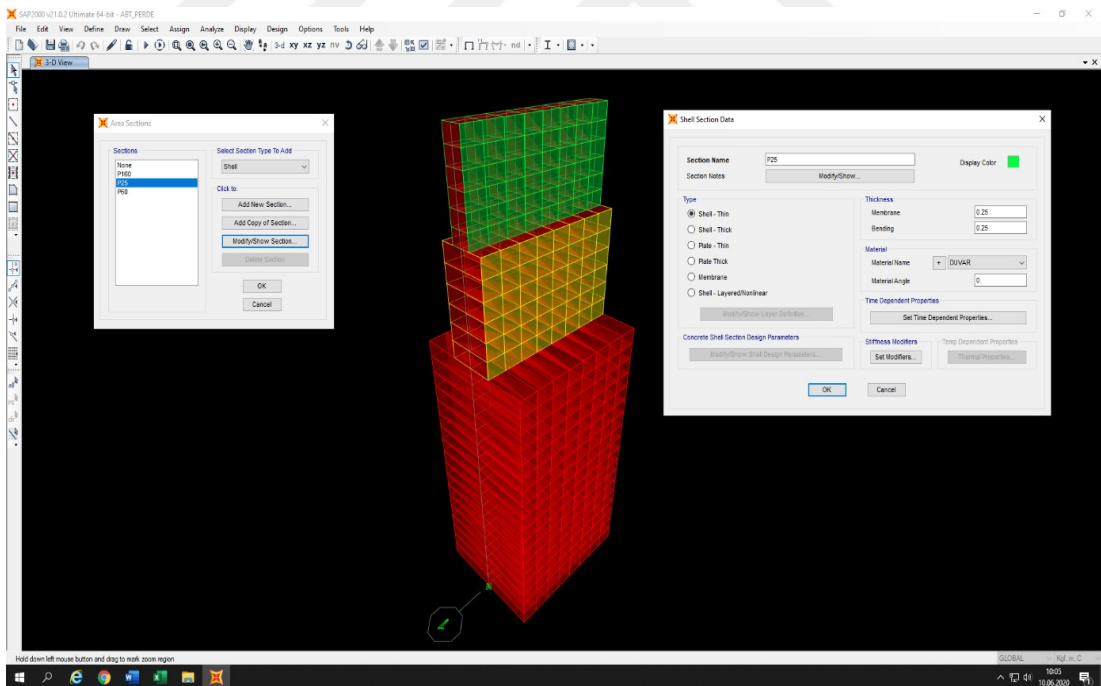 SAP2000 v21.0.2 Ultimate 64-bit - ABT_PERDE
File Edit View Define Draw Select Assign Analyze Display Design Options Tools Help
3-d xy xz yz nv
nd
3-D View
Area Sections
Sections
None
P160
P25
P60
Select Section Type To Add
Shell
Click to:
Add New Section...
Add Copy of Section...
Modify/Show Section...
Delete Section
OK
Cancel
Shell Section Data
Section Name P25 Display Color
Section Notes Modify/Show...
Type
Shell - Thin
Shell - Thick
Plate - Thin
Plate Thick
Membrane
Shell - Layered/Nonlinear
Modify/Show Layer Definition...
Concrete Shell Section Design Parameters
Modify/Show Shell Design Parameters...
Thickness
Membrane 0.25
Bending 0.25
Material
Material Name + DUVAR
Material Angle 0.
Time Dependent Properties
Set Time Dependent Properties...
Stiffness Modifiers
Set Modifiers...
Temp Dependent Properties
Thermal Properties...
OK Cancel
Hold down left mouse button and drag to mark zoom region
GLOBAL Kgf, m, C
10:05
10.06.2020